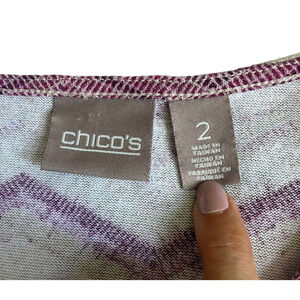 chico's
2
MADE IN
TAIWAN
HECHO EN
TAIWAN
FABRIQUÉ EN
TAIWAN